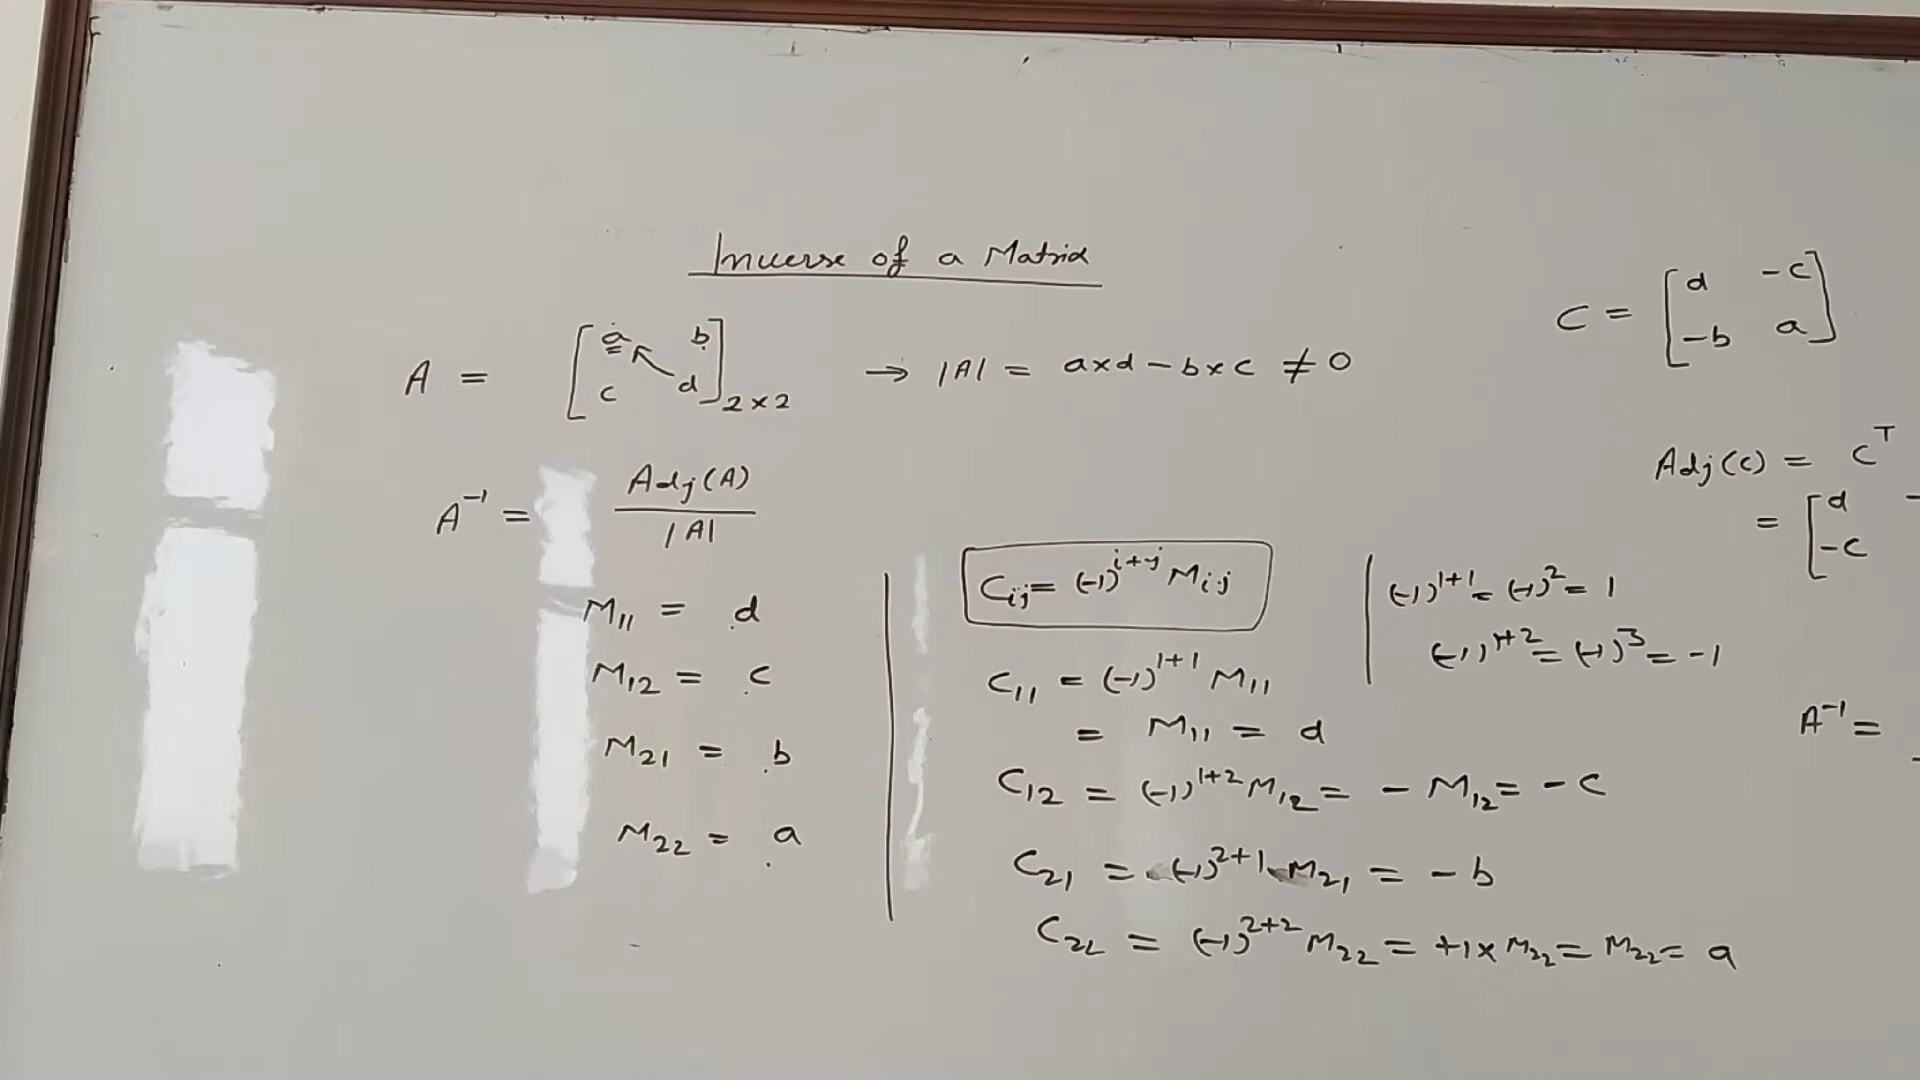 Inverse of a Matrix
A = [a b
c d]2×2 → |A| = a×d − b×c ≠ 0
A⁻¹ = Adj(A)
|A|
M11 = d
M12 = c
M21 = b
M22 = a
Cij = (-1)^i+j Mij
C11 = (-1)^1+1 M11
= M11 = d
C12 = (-1)^1+2 M12 = - M12 = - c
C21 = (-1)^2+1 M21 = - b
C22 = (-1)^2+2 M22 = +1 × M22 = M22 = a
(-1)^1+1 = (-1)^2 = 1
(-1)^1+2 = (-1)^3 = -1
C = [d -c
-b a]
Adj(c) = C^T
= [d -
-c
A⁻¹ =